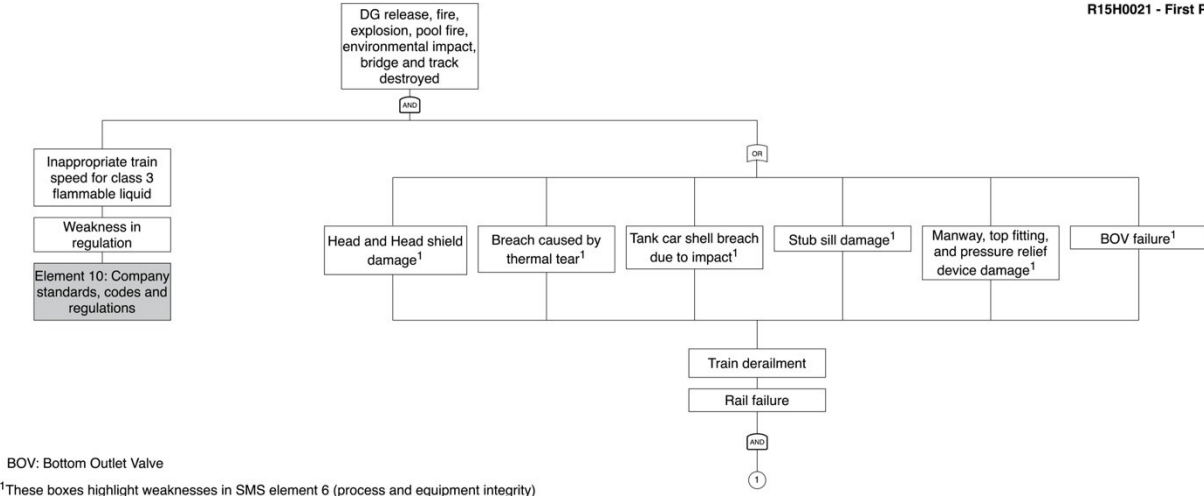 R15H0021 - First P
DG release, fire,
explosion, pool fire,
environmental impact,
bridge and track
destroyed
AND
OR
Inappropriate train
speed for class 3
flammable liquid
Weakness in
regulation
Element 10: Company
standards, codes and
regulations
Head and Head shield
damage¹
Breach caused by
thermal tear¹
Tank car shell breach
due to impact¹
Stub sill damage¹
Manway, top fitting,
and pressure relief
device damage¹
BOV failure¹
Train derailment
Rail failure
AND
1
BOV: Bottom Outlet Valve
¹These boxes highlight weaknesses in SMS element 6 (process and equipment integrity)